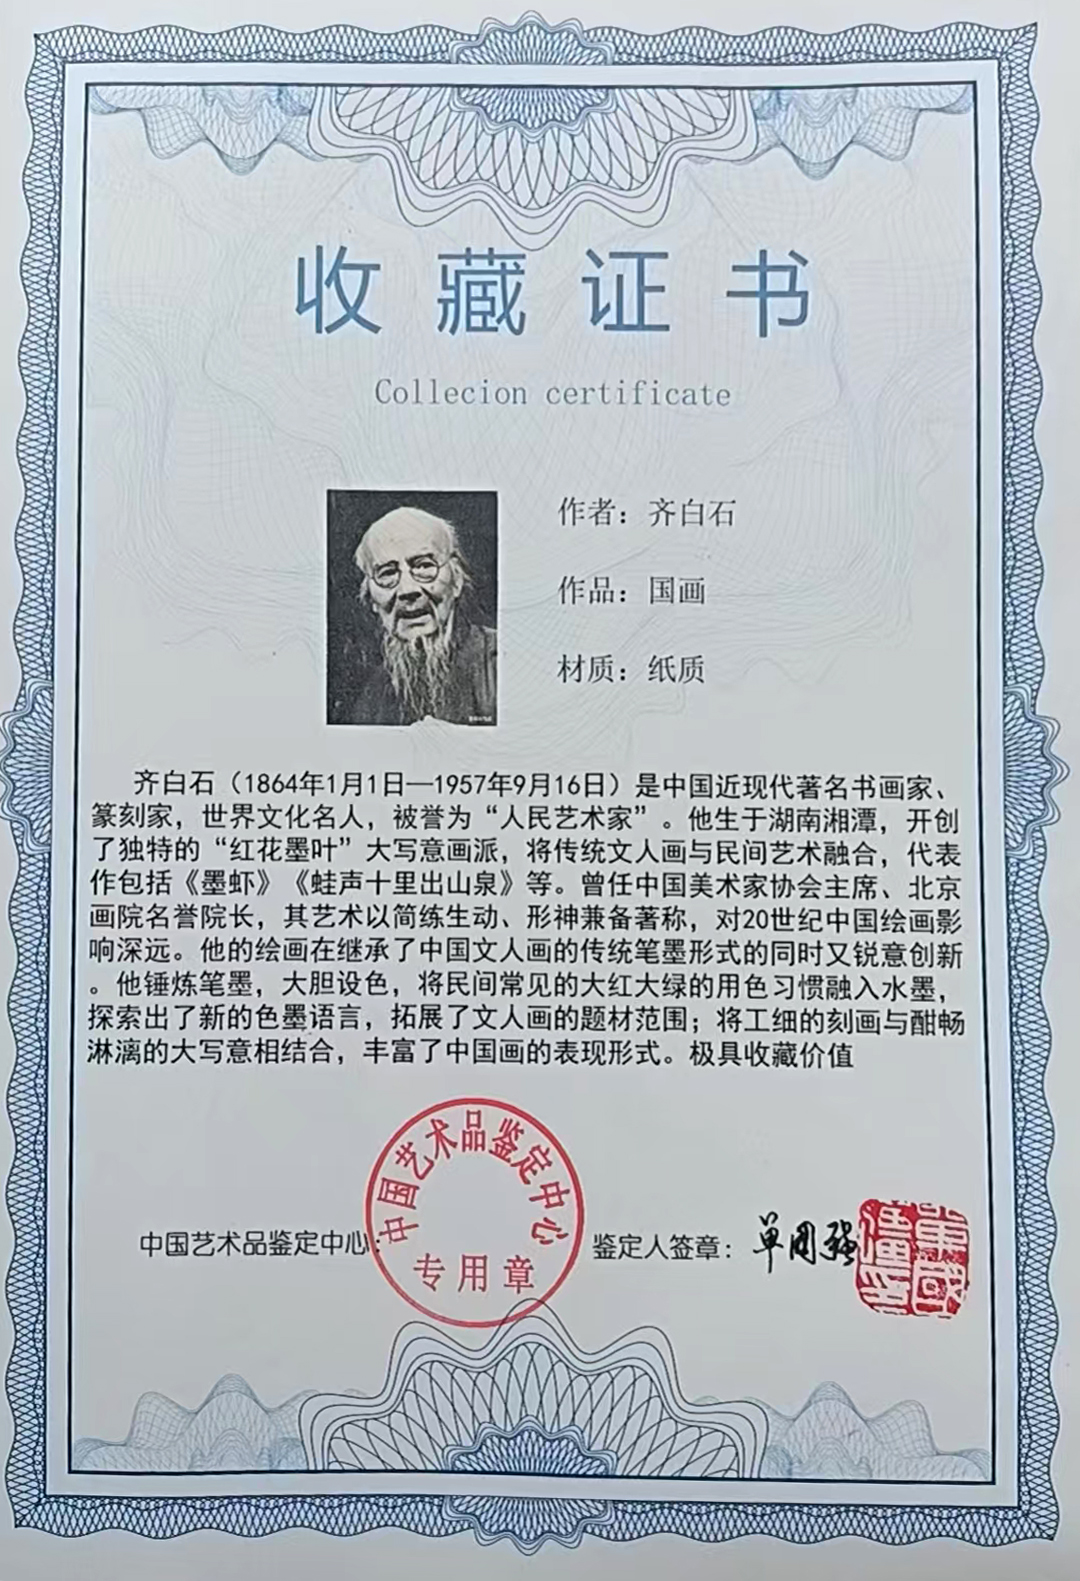 收藏证书
Collecion certificate
作者：齐白石
作品：国画
材质：纸质
齐白石（1864年1月1日—1957年9月16日）是中国近现代著名书画家、
篆刻家，世界文化名人，被誉为“人民艺术家”。他生于湖南湘潭，开创
了独特的“红花墨叶”大写意画派，将传统文人画与民间艺术融合，代表
作包括《墨虾》《蛙声十里出山泉》等。曾任中国美术家协会主席、北京
画院名誉院长，其艺术以简练生动、形神兼备著称，对20世纪中国绘画影
响深远。他的绘画在继承了中国文人画的传统笔墨形式的同时又锐意创新
。他锤炼笔墨，大胆设色，将民间常见的大红大绿的用色习惯融入水墨，
探索出了新的色墨语言，拓展了文人画的题材范围；将工细的刻画与酣畅
淋漓的大写意相结合，丰富了中国画的表现形式。极具收藏价值
中国艺术品鉴定中心：
中国艺术品鉴定中心
专用章
鉴定人签章：单国强